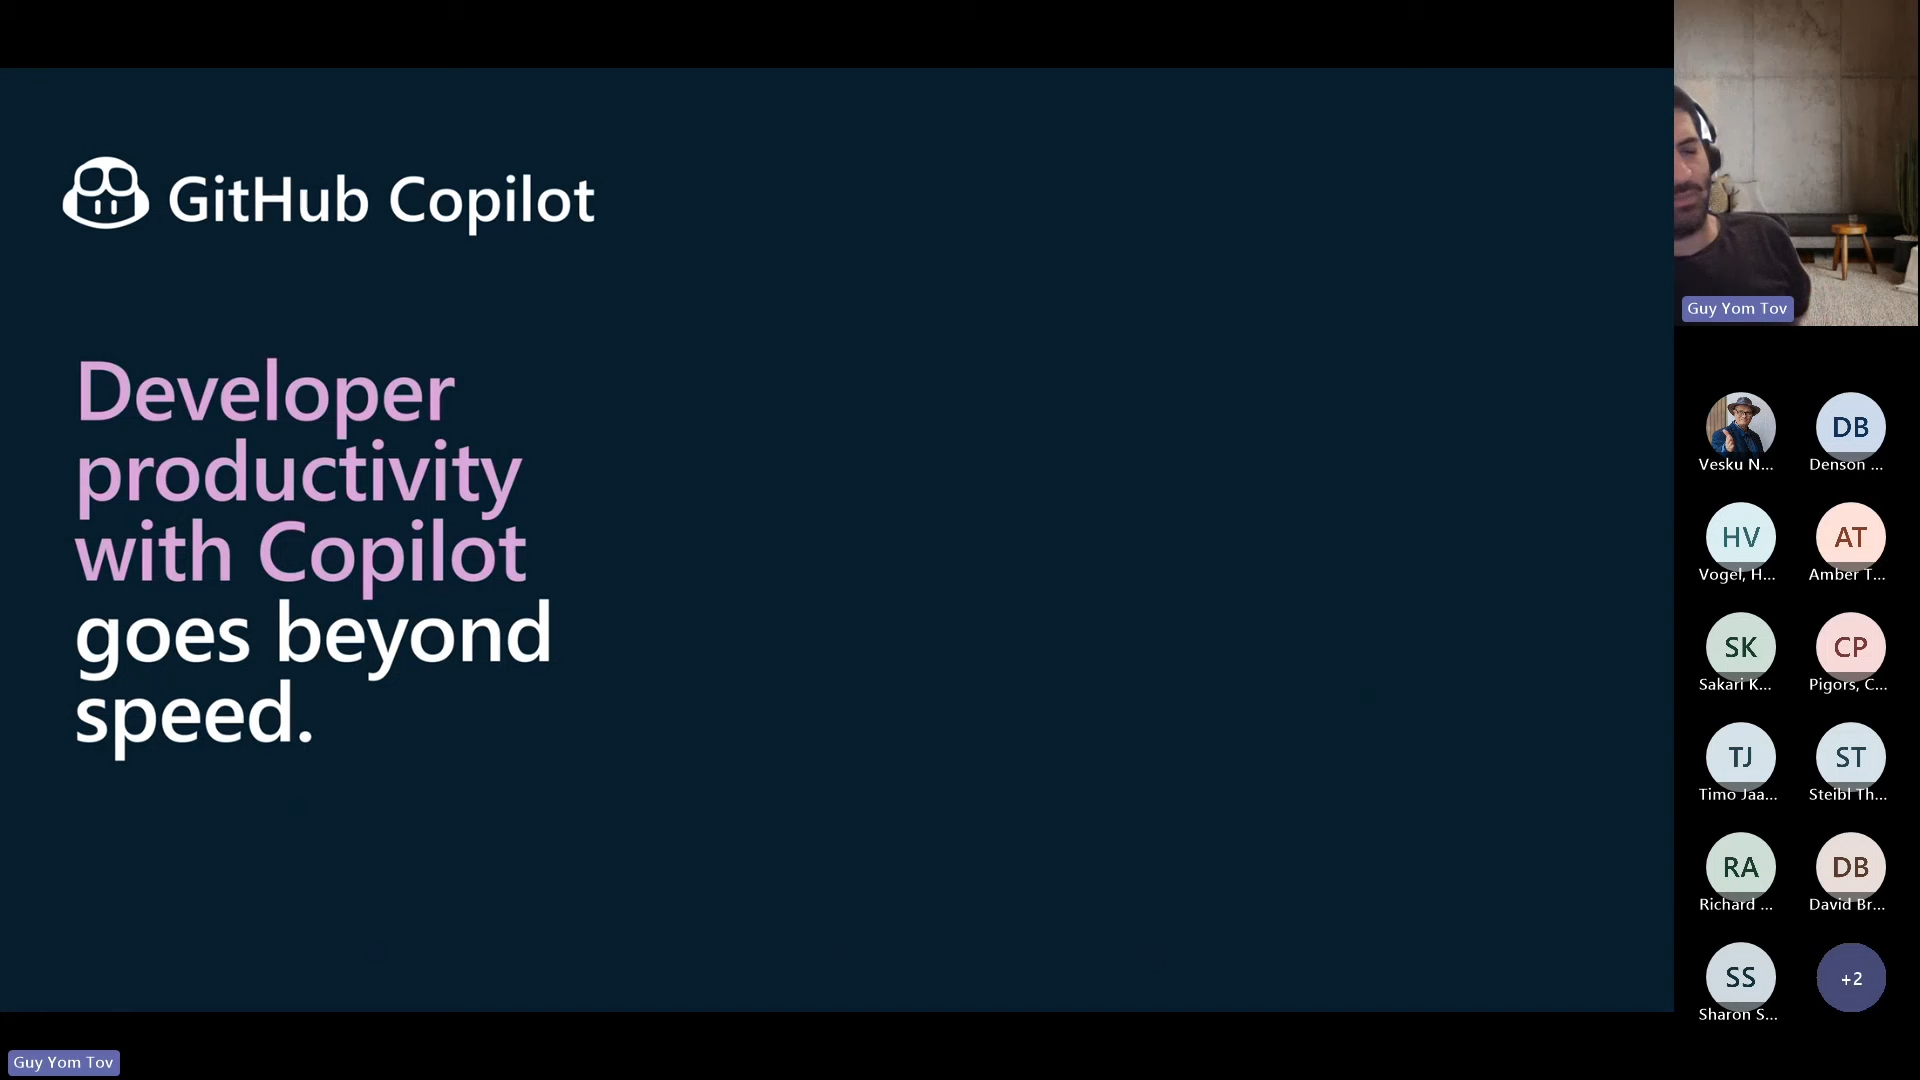 GitHub Copilot
Developer
productivity
with Copilot
goes beyond
speed.
Guy Yom Tov
Vesku N...
DB
Denson ...
HV
Vogel, H...
AT
Amber T...
SK
Sakari K...
CP
Pigors, C...
TJ
Timo Jaa...
ST
Steibl Th...
RA
Richard ...
DB
David Br...
SS
Sharon S...
+2
Guy Yom Tov